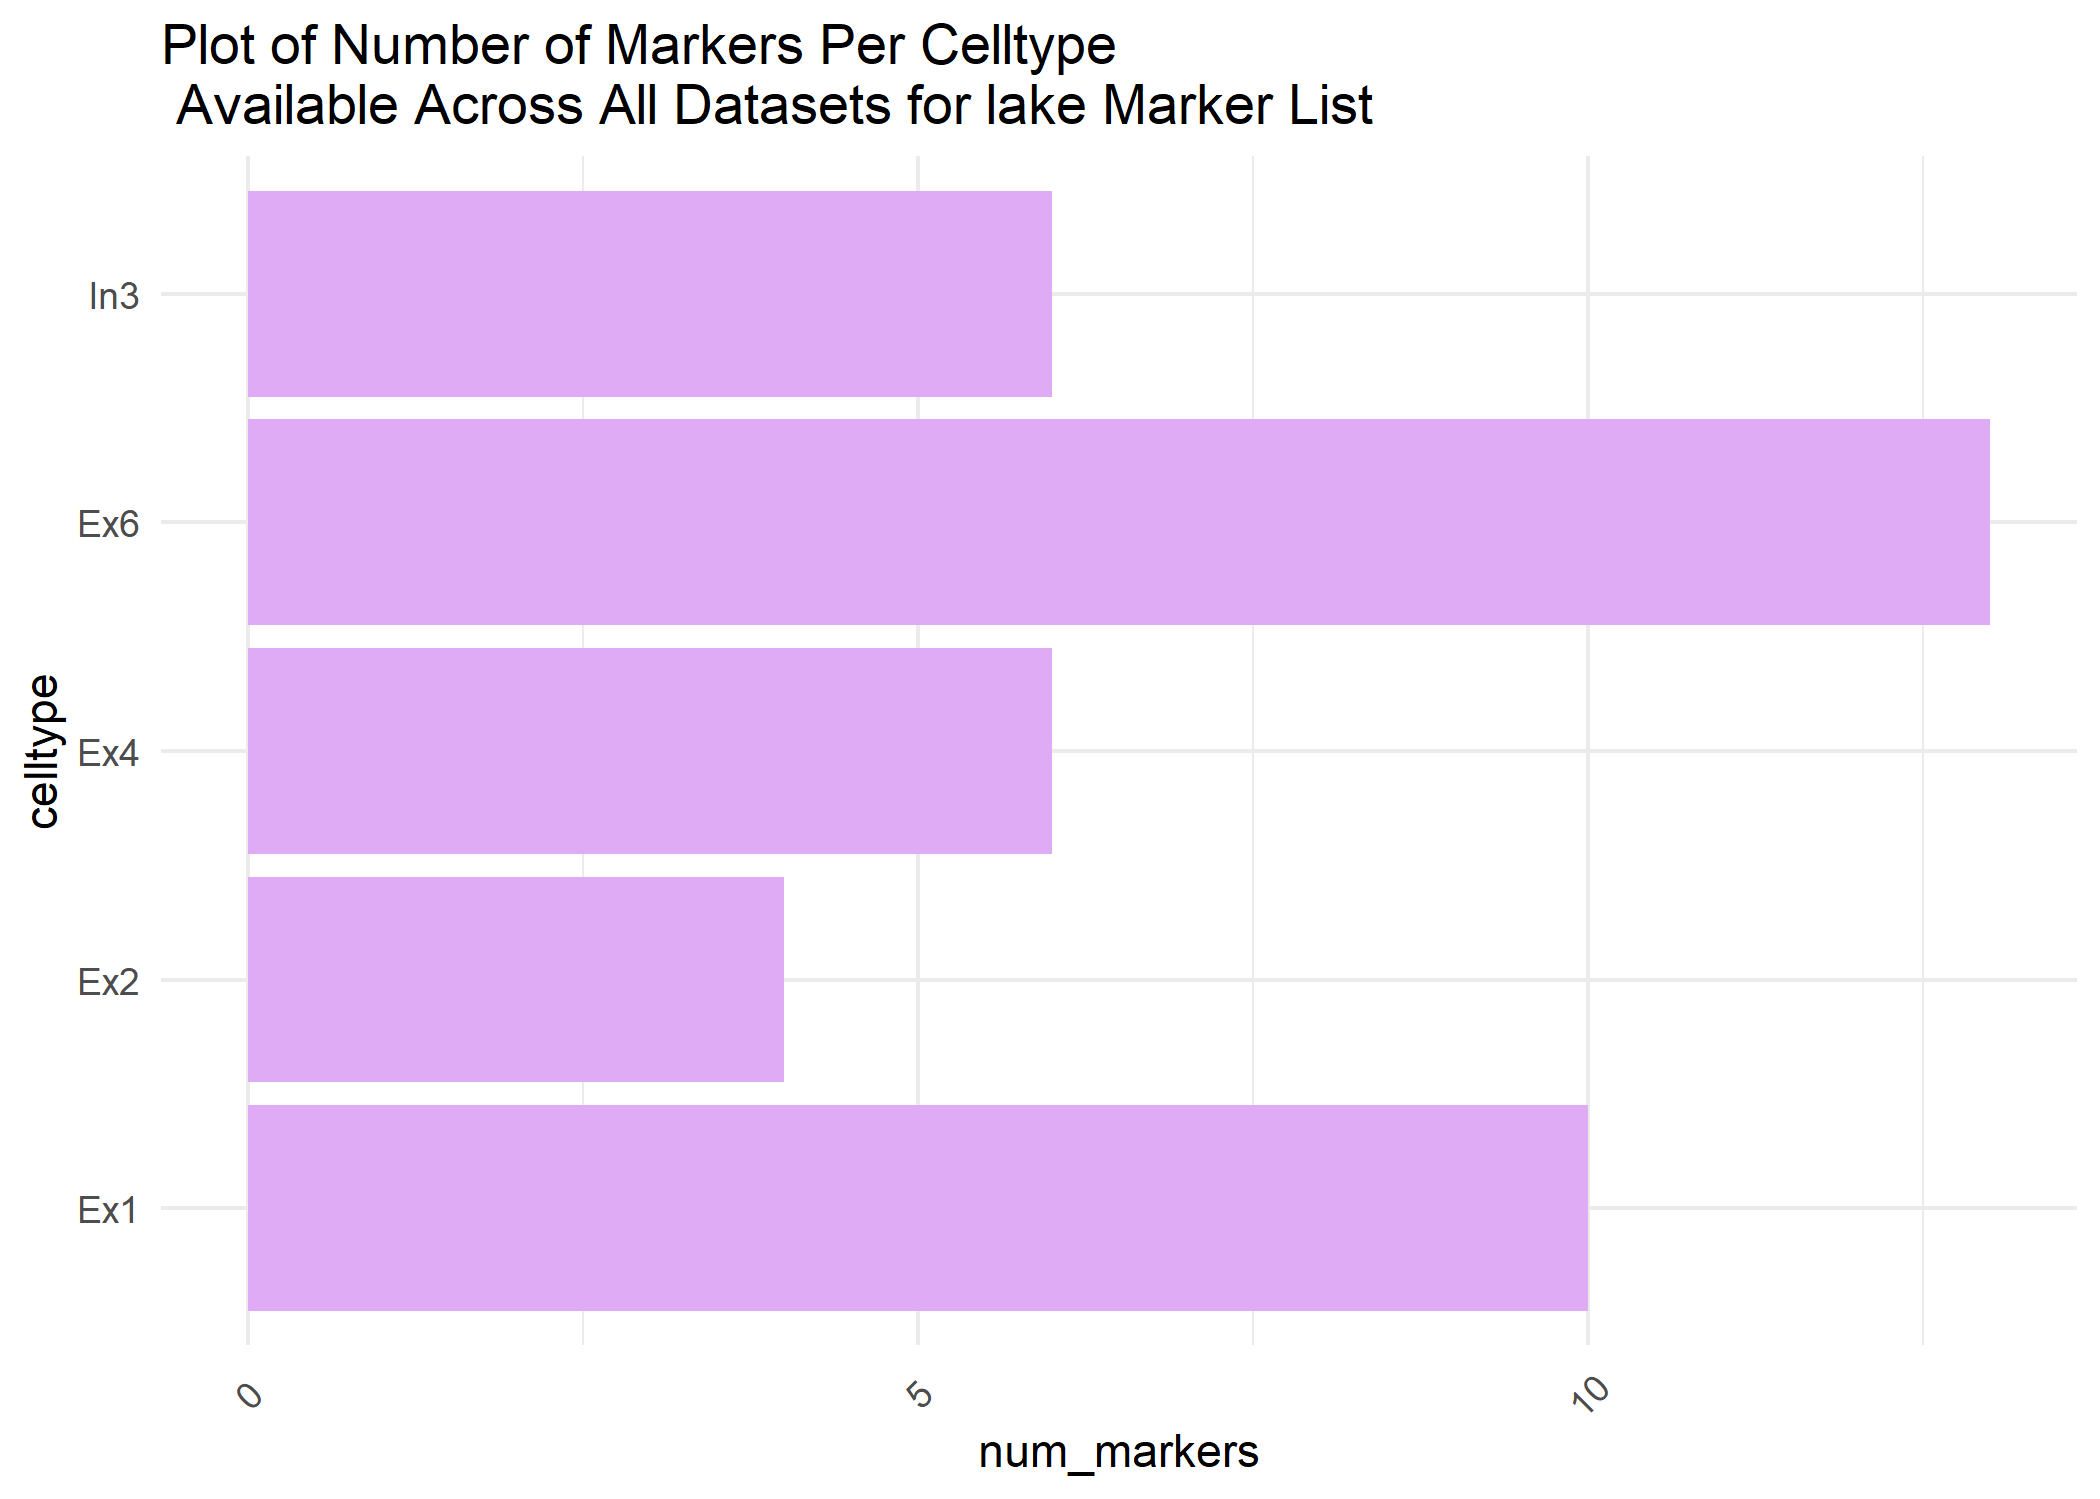 Plot of Number of Markers Per Celltype
Available Across All Datasets for lake Marker List
In3
Ex6
Ex4
Ex2
Ex1
celltype
0
5
10
num_markers